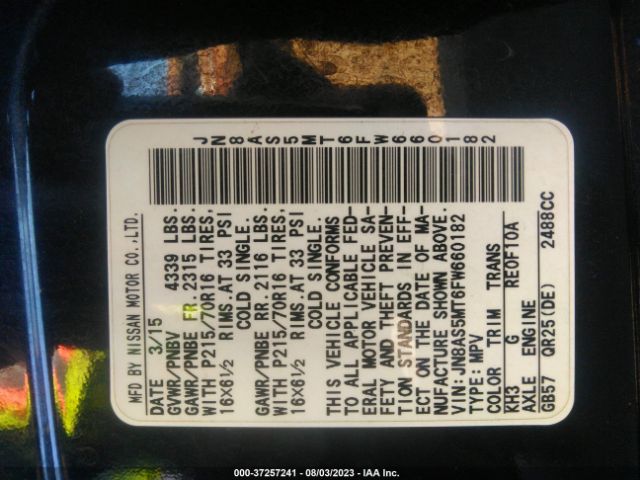 MFD BY NISSAN MOTOR CO.,LTD.
DATE 3/15
GVWR/PNBV 4339 LBS.
GAWR/PNBE FR. 2315 LBS.
WITH P215/70R16 TIRES,
16X6½ RIMS.AT 33 PSI
COLD SINGLE.
GAWR/PNBE RR. 2116 LBS.
WITH P215/70R16 TIRES,
16X6½ RIMS.AT 33 PSI
COLD SINGLE.
THIS VEHICLE CONFORMS
TO ALL APPLICABLE FED-
ERAL MOTOR VEHICLE SA-
FETY AND THEFT PREVEN-
TION STANDARDS IN EFF-
ECT ON THE DATE OF MA-
NUFACTURE SHOWN ABOVE.
VIN: JN8AS5MT6FW660182
TYPE: MPV
COLOR TRIM TRANS
KH3 G RE0F10A
AXLE ENGINE
GB57 QR25(DE) 2488CC
JN8AS5MT6FW660182
000-37257241 - 08/03/2023 - IAA Inc.